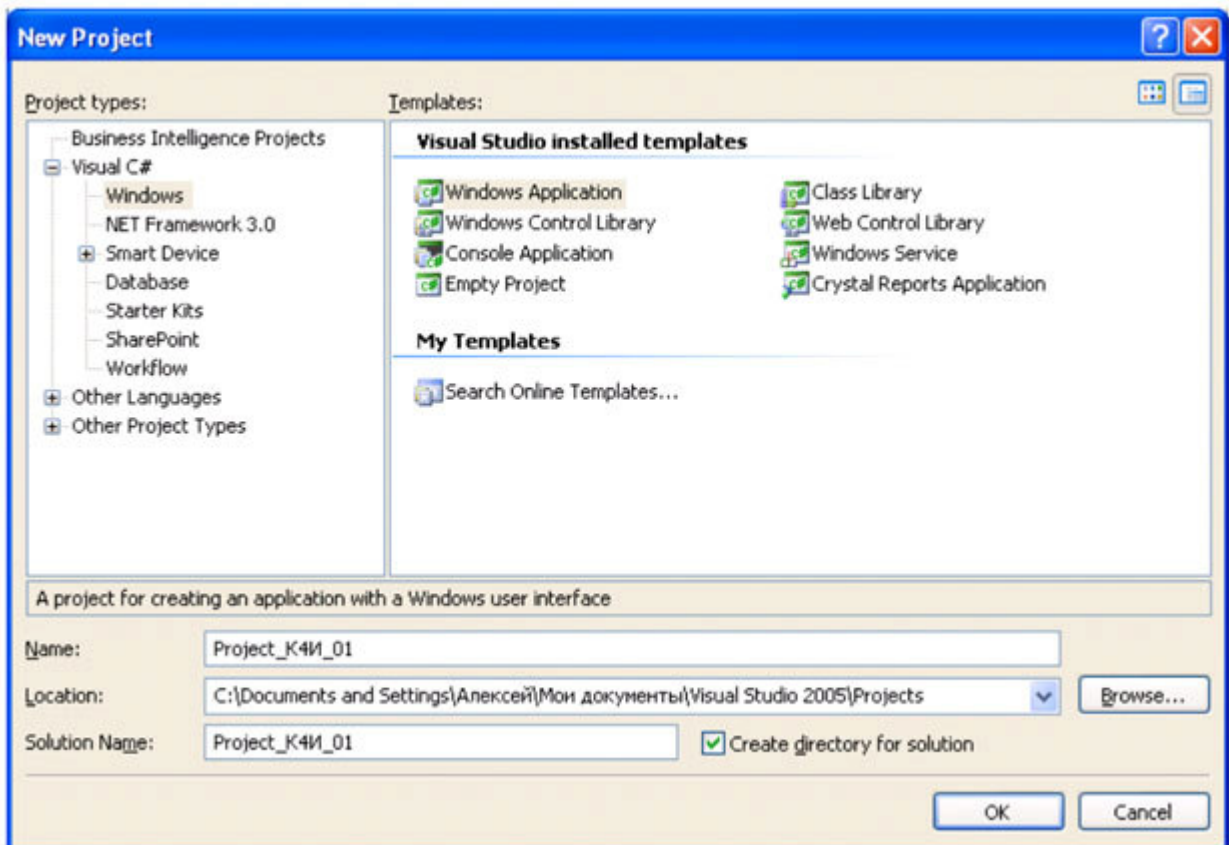 New Project
Project types:
Templates:
Business Intelligence Projects
Visual C#
Windows
NET Framework 3.0
Smart Device
Database
Starter Kits
SharePoint
Workflow
Other Languages
Other Project Types
Visual Studio installed templates
Windows Application
Class Library
Windows Control Library
Web Control Library
Console Application
Windows Service
Empty Project
Crystal Reports Application
My Templates
Search Online Templates...
A project for creating an application with a Windows user interface
Name:
Project_К4И_01
Location:
C:\Documents and Settings\Алексей\Мои документы\Visual Studio 2005\Projects
Browse...
Solution Name:
Project_К4И_01
Create directory for solution
OK
Cancel